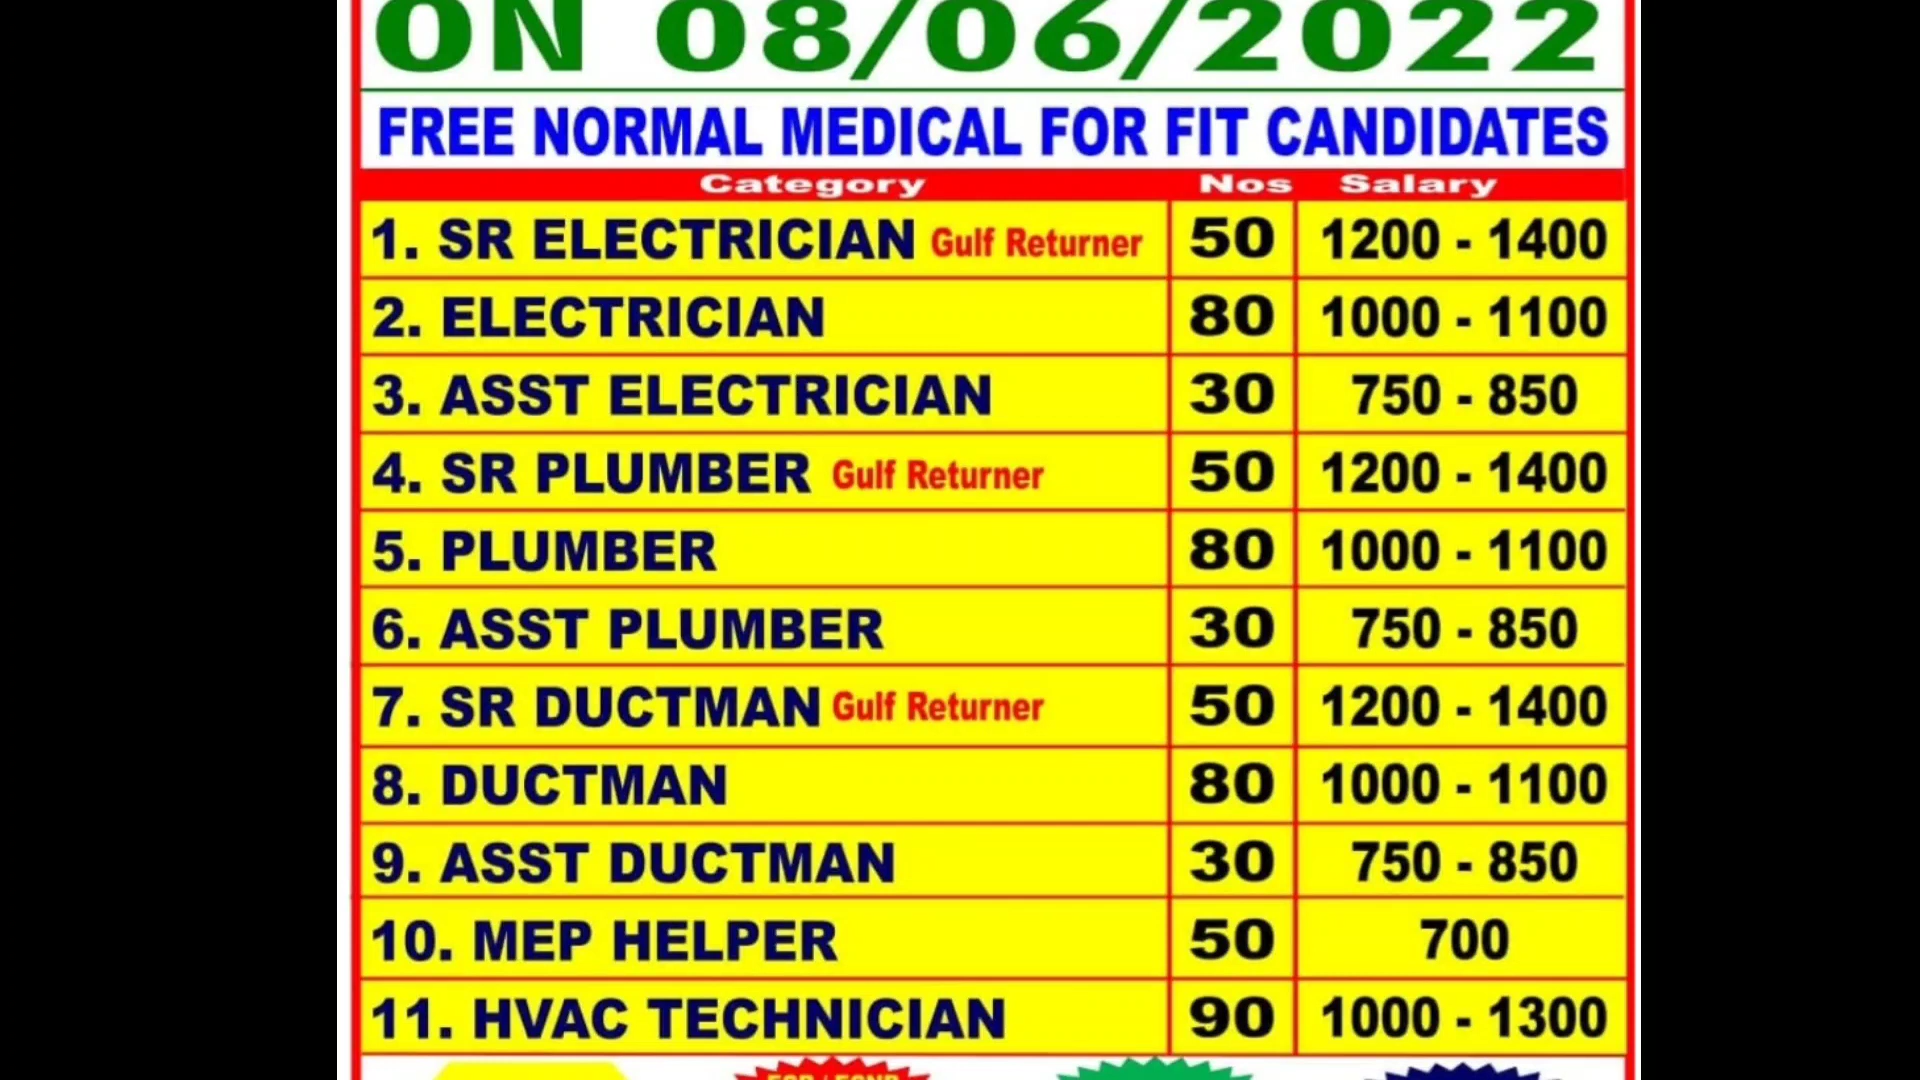 ON 08/06/2022
FREE NORMAL MEDICAL FOR FIT CANDIDATES
Category Nos Salary
1. SR ELECTRICIAN Gulf Returner 50 1200 - 1400
2. ELECTRICIAN 80 1000 - 1100
3. ASST ELECTRICIAN 30 750 - 850
4. SR PLUMBER Gulf Returner 50 1200 - 1400
5. PLUMBER 80 1000 - 1100
6. ASST PLUMBER 30 750 - 850
7. SR DUCTMAN Gulf Returner 50 1200 - 1400
8. DUCTMAN 80 1000 - 1100
9. ASST DUCTMAN 30 750 - 850
10. MEP HELPER 50 700
11. HVAC TECHNICIAN 90 1000 - 1300